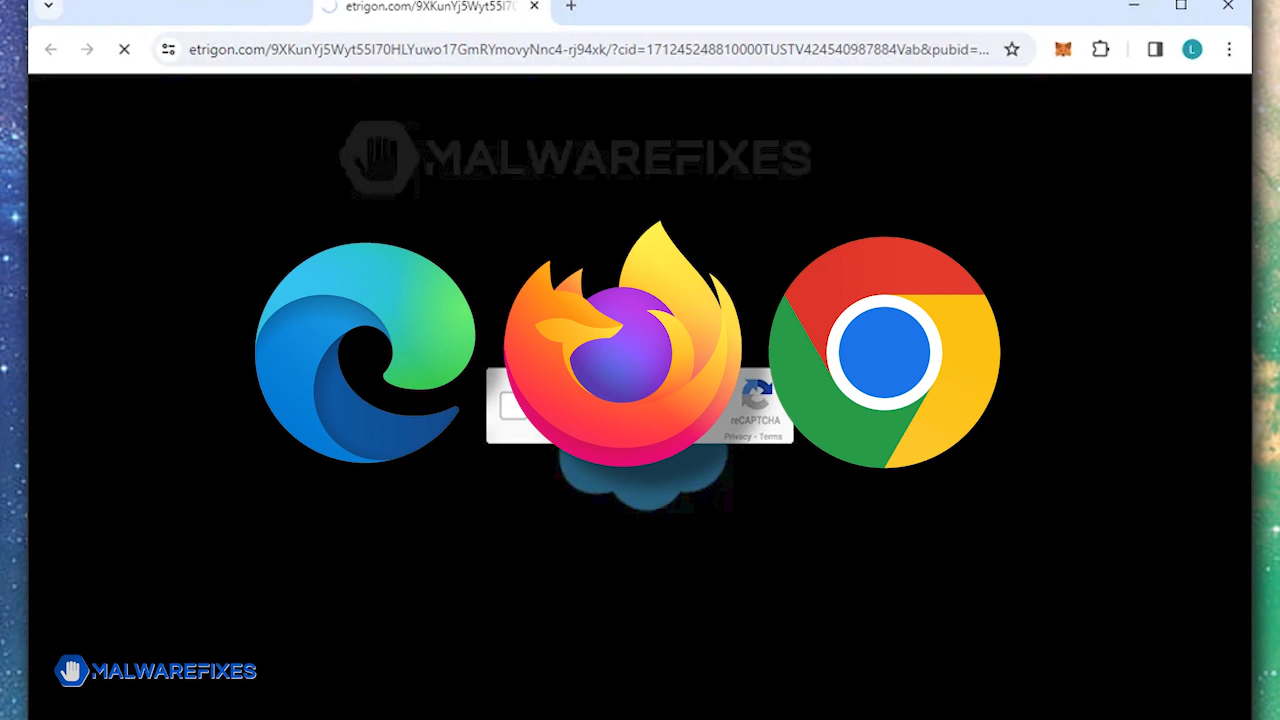 etrigon.com/9XKunYj5Wyt55I7
etrigon.com/9XKunYj5Wyt55I70HLYuwo17GmRYmovyNnc4-rj94xk/?cid=171245248810000TUSTV424540987884Vab&pubid=...
L
MALWAREFIXES
reCAPTCHA
Privacy - Terms
MALWAREFIXES